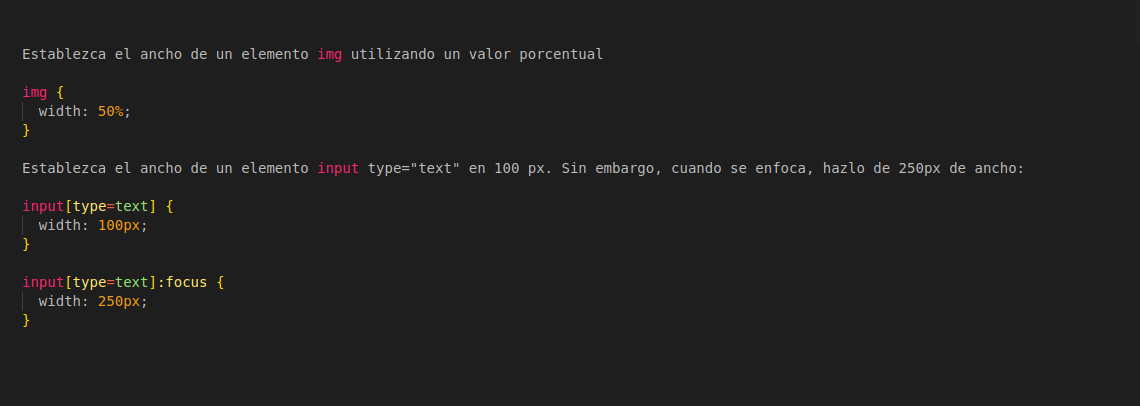 Establezca el ancho de un elemento img utilizando un valor porcentual
img {
  width: 50%;
}
Establezca el ancho de un elemento input type="text" en 100 px. Sin embargo, cuando se enfoca, hazlo de 250px de ancho:
input[type=text] {
  width: 100px;
}
input[type=text]:focus {
  width: 250px;
}